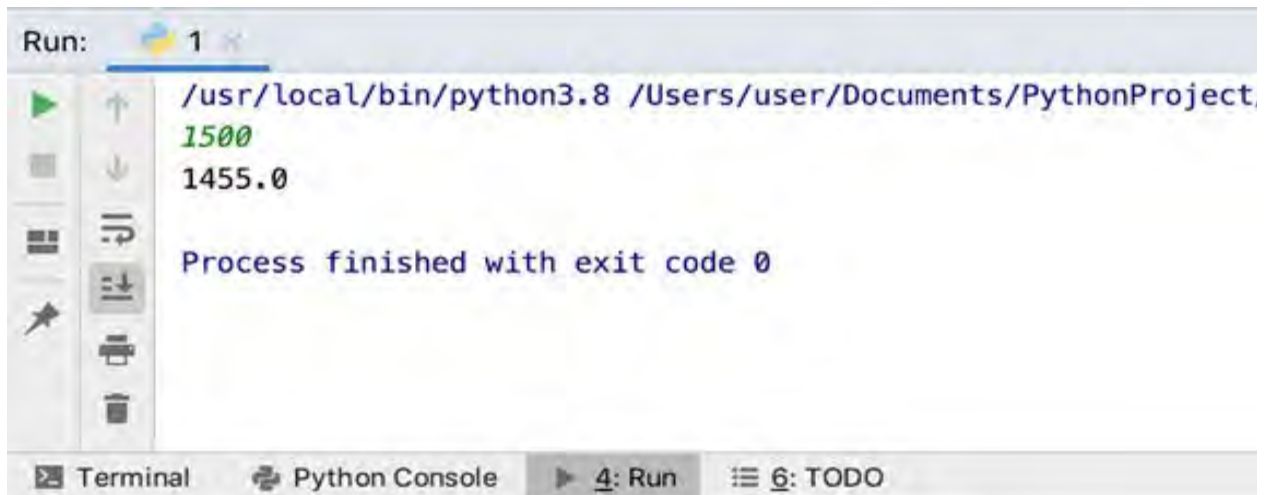 Run: 1
/usr/local/bin/python3.8 /Users/user/Documents/PythonProject/
1500
1455.0
Process finished with exit code 0
Terminal Python Console 4: Run 6: TODO